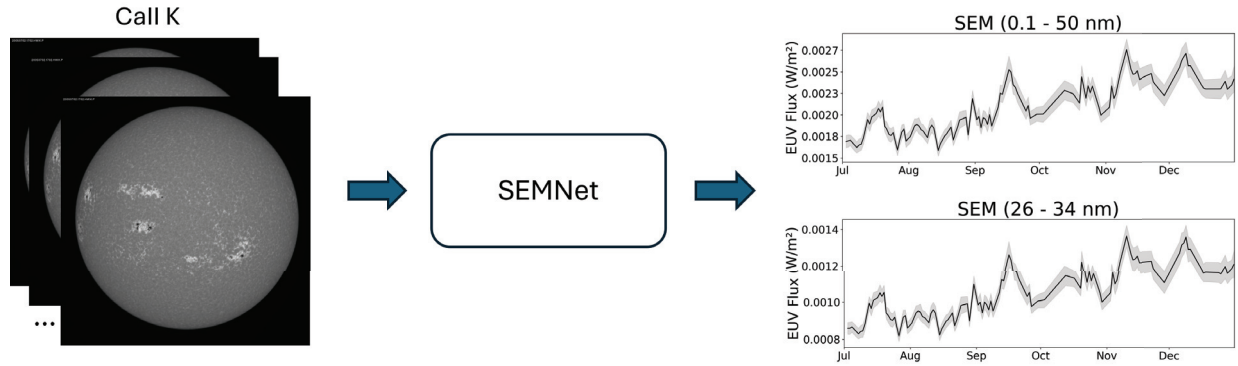 Call K
...
SEMNet
SEM (0.1 - 50 nm)
EUV Flux (W/m²)
0.0027
0.0025
0.0023
0.0020
0.0018
0.0015
Jul Aug Sep Oct Nov Dec
SEM (26 - 34 nm)
EUV Flux (W/m²)
0.0014
0.0012
0.0010
0.0008
Jul Aug Sep Oct Nov Dec